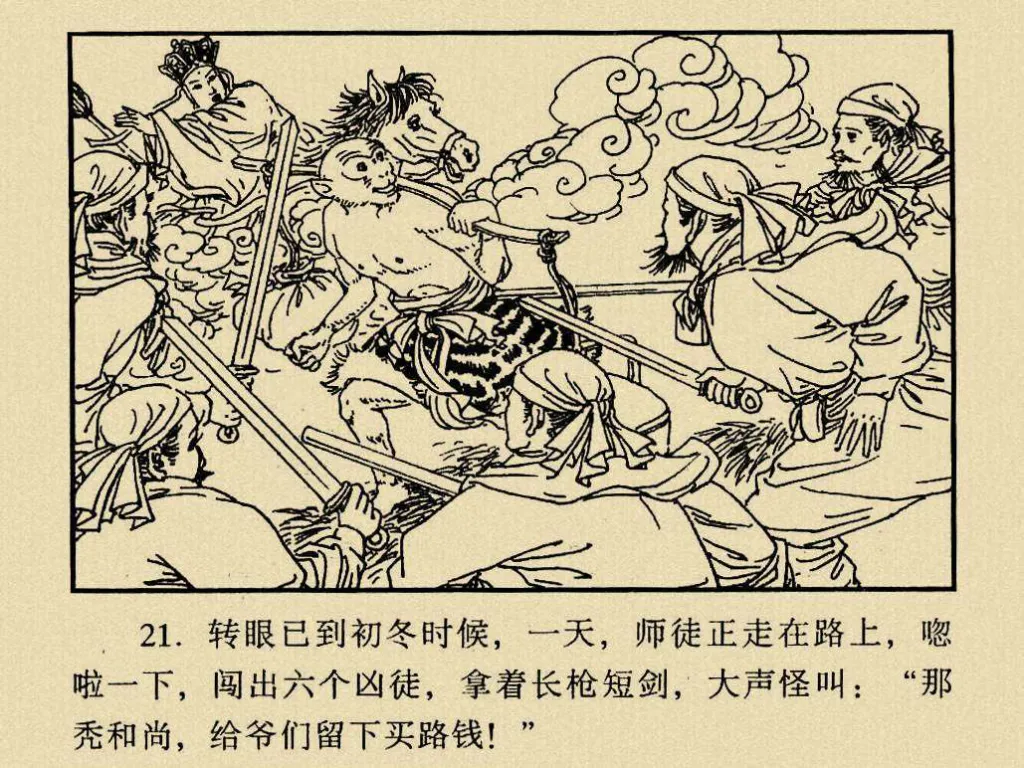 21. 转眼已到初冬时候，一天，师徒正走在路上，唿
啦一下，闯出六个凶徒，拿着长枪短剑，大声怪叫：“那
秃和尚，给爷们留下买路钱！”